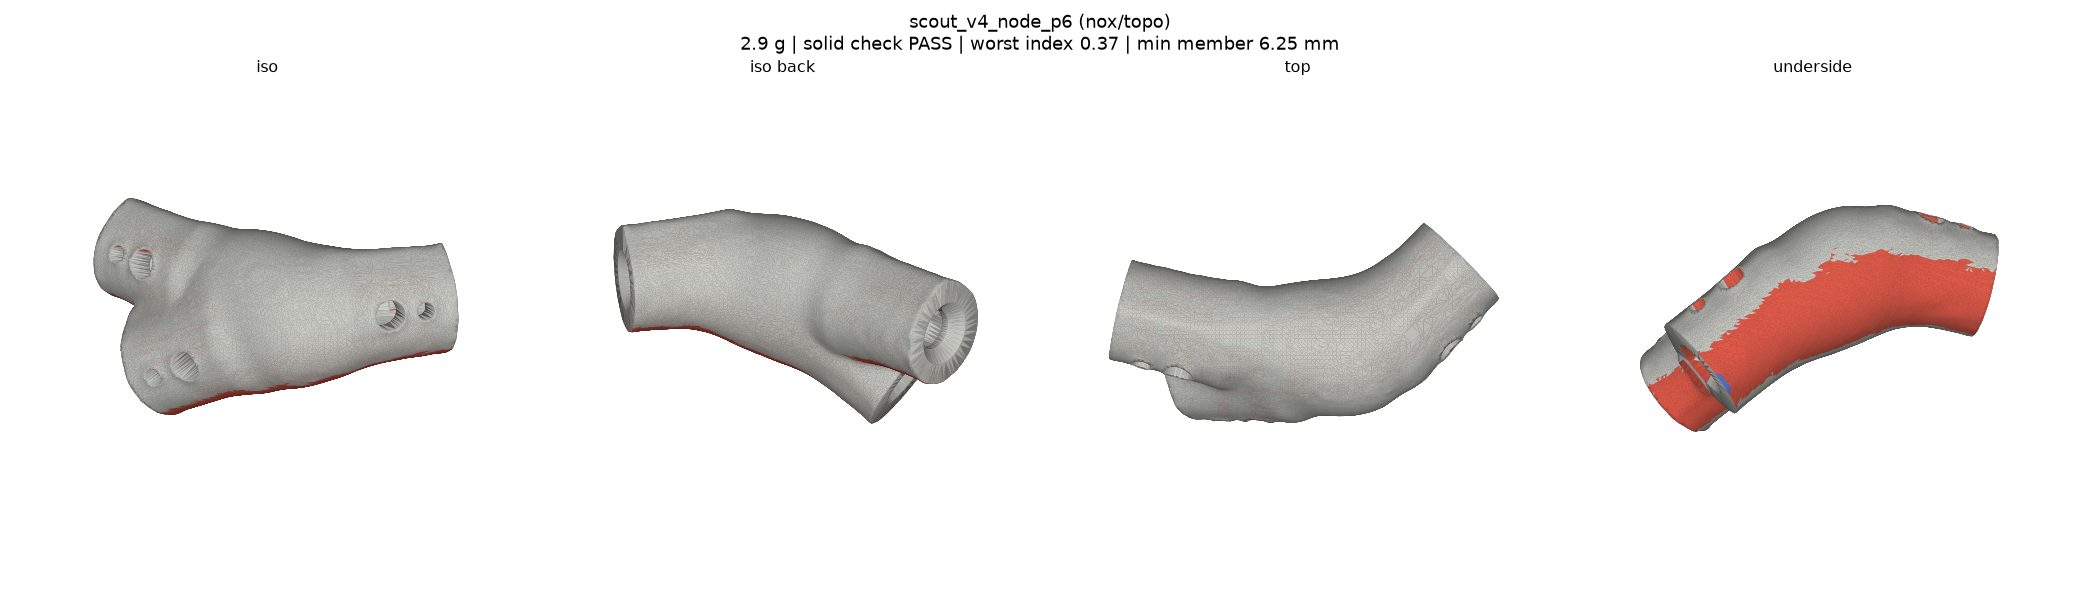 scout_v4_node_p6 (nox/topo)
2.9 g | solid check PASS | worst index 0.37 | min member 6.25 mm
iso
iso back
top
underside